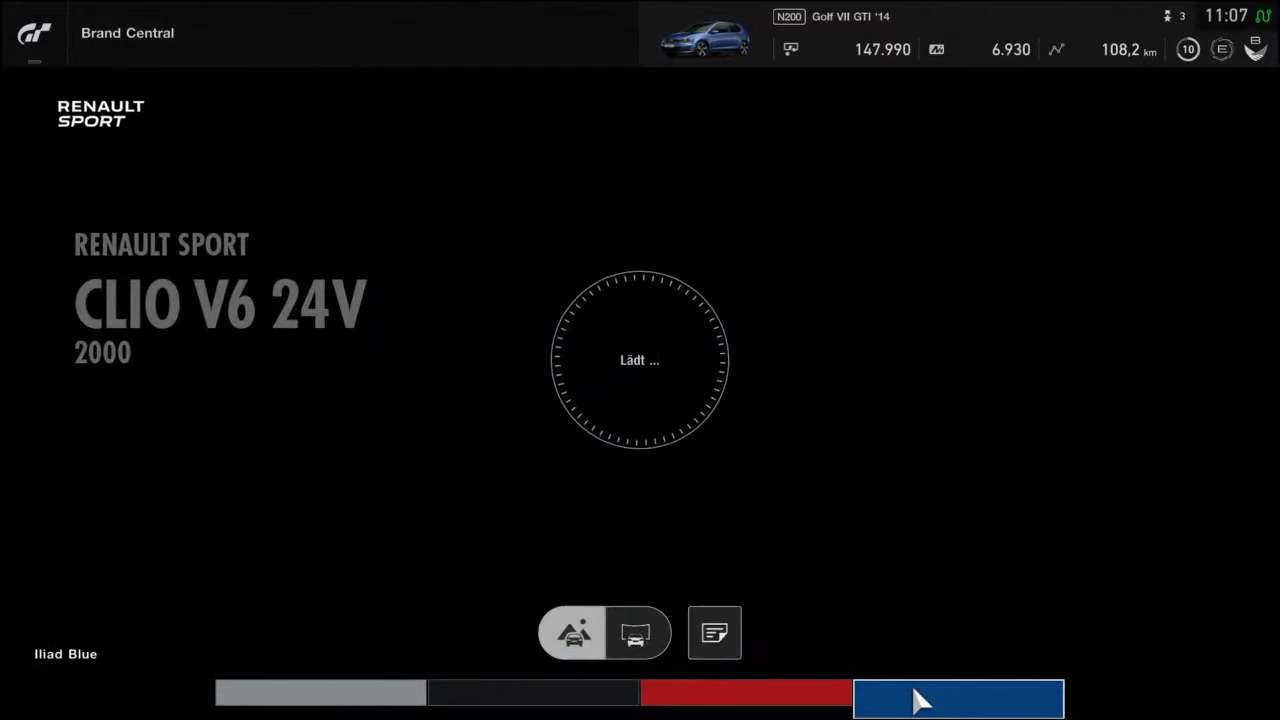 Brand Central
N200 Golf VII GTI '14
3
11:07
147.990
6.930
108,2 km
10
E
B
RENAULT
SPORT
RENAULT SPORT
CLIO V6 24V
2000
Lädt ...
Iliad Blue